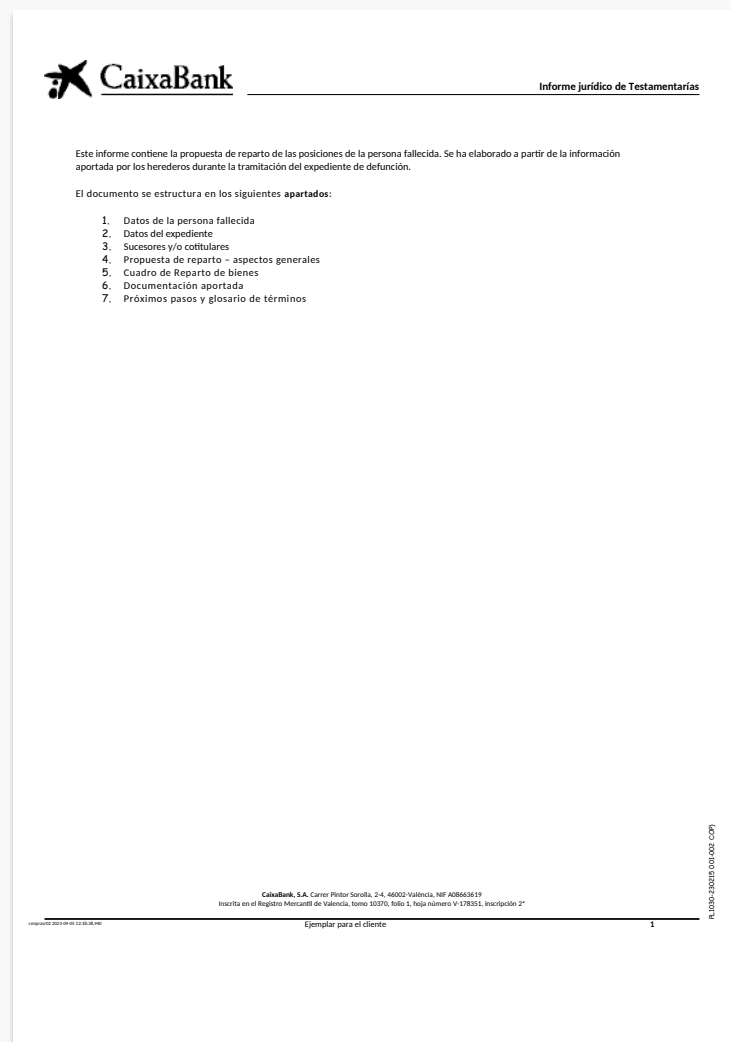 CaixaBank
Informe jurídico de Testamentarías
Este informe contiene la propuesta de reparto de las posiciones de la persona fallecida. Se ha elaborado a partir de la información
aportada por los herederos durante la tramitación del expediente de defunción.
El documento se estructura en los siguientes apartados:
1. Datos de la persona fallecida
2. Datos del expediente
3. Sucesores y/o cotitulares
4. Propuesta de reparto – aspectos generales
5. Cuadro de Reparto de bienes
6. Documentación aportada
7. Próximos pasos y glosario de términos
PL1030-230215 001-002 COP)
CaixaBank, S.A. Carrer Pintor Sorolla, 2-4, 46002-València, NIF A08663619
Inscrita en el Registro Mercantil de Valencia, tomo 10370, folio 1, hoja número V-178351, inscripción 2ª
Ejemplar para el cliente
1